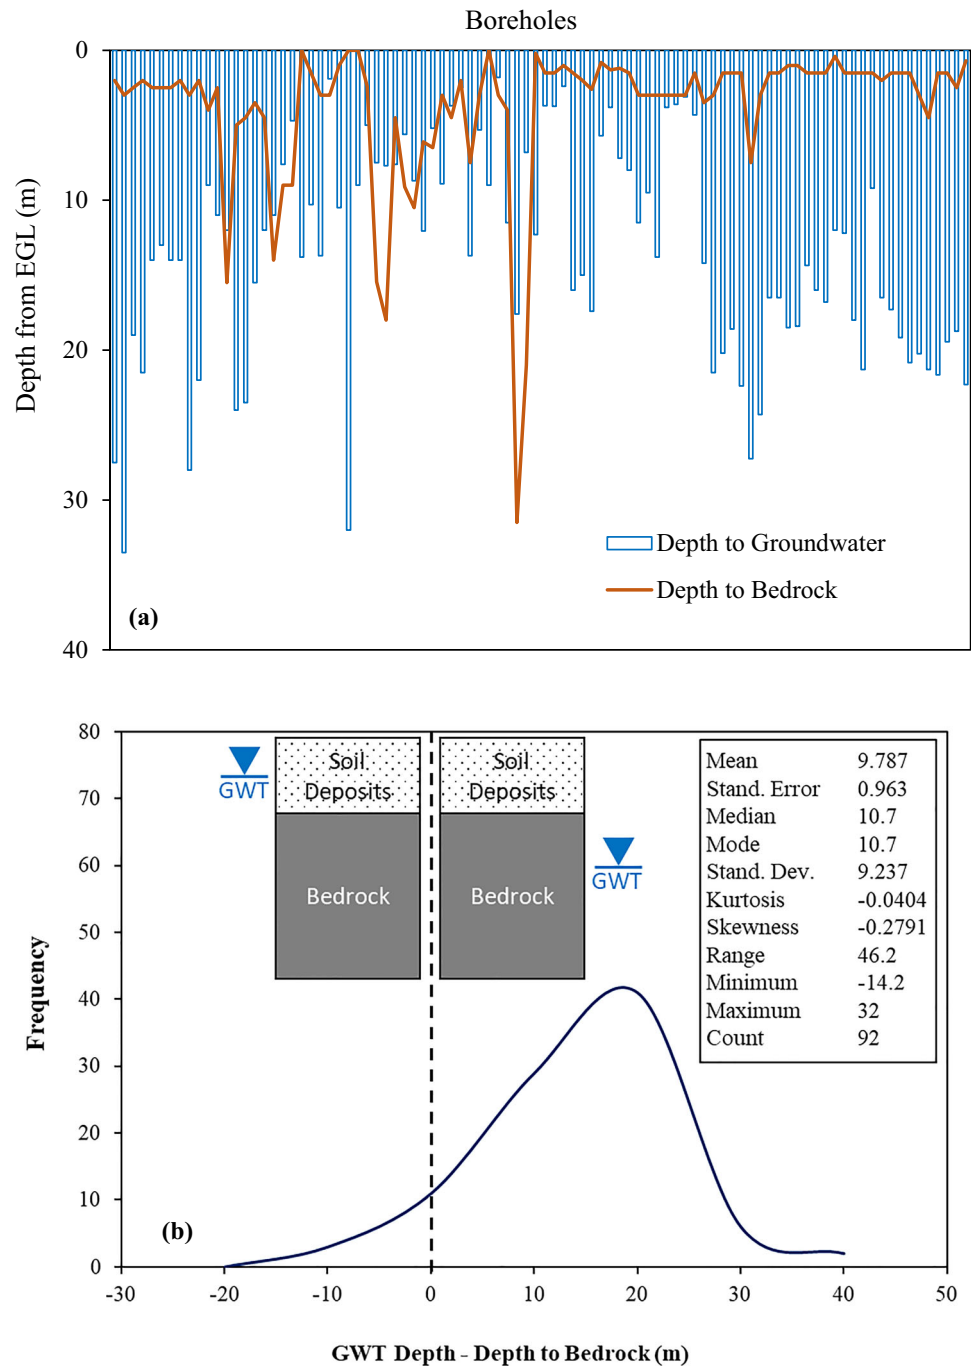 Boreholes
0
10
20
30
40
Depth from EGL (m)
Depth to Groundwater
Depth to Bedrock
(a)
80
70
60
50
40
30
20
10
0
Frequency
GWT
Soil
Deposits
Bedrock
Soil
Deposits
Bedrock
GWT
Mean 9.787
Stand. Error 0.963
Median 10.7
Mode 10.7
Stand. Dev. 9.237
Kurtosis -0.0404
Skewness -0.2791
Range 46.2
Minimum -14.2
Maximum 32
Count 92
(b)
-30 -20 -10 0 10 20 30 40 50
GWT Depth - Depth to Bedrock (m)